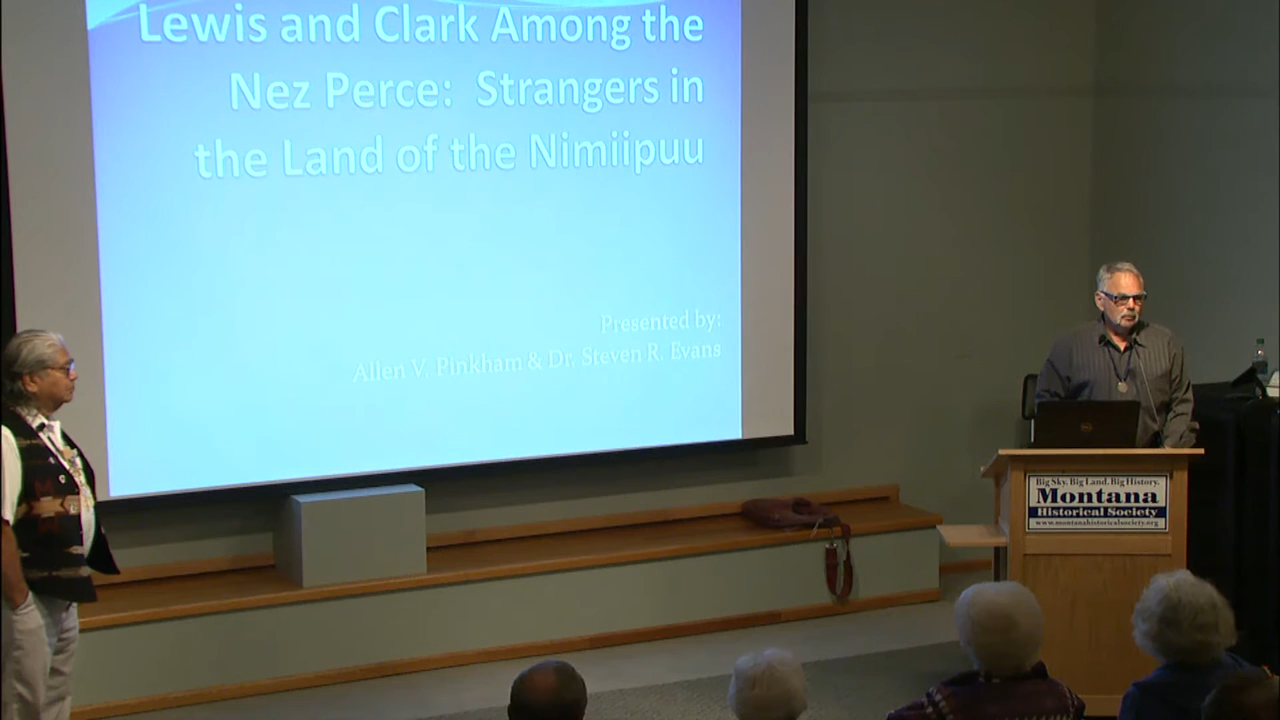 Lewis and Clark Among the
Nez Perce: Strangers in
the Land of the Nimiipuu
Presented by:
Allen V. Pinkham & Dr. Steven R. Evans
Big Sky. Big Land. Big History.
Montana
Historical Society
www.montanahistoricalsociety.org